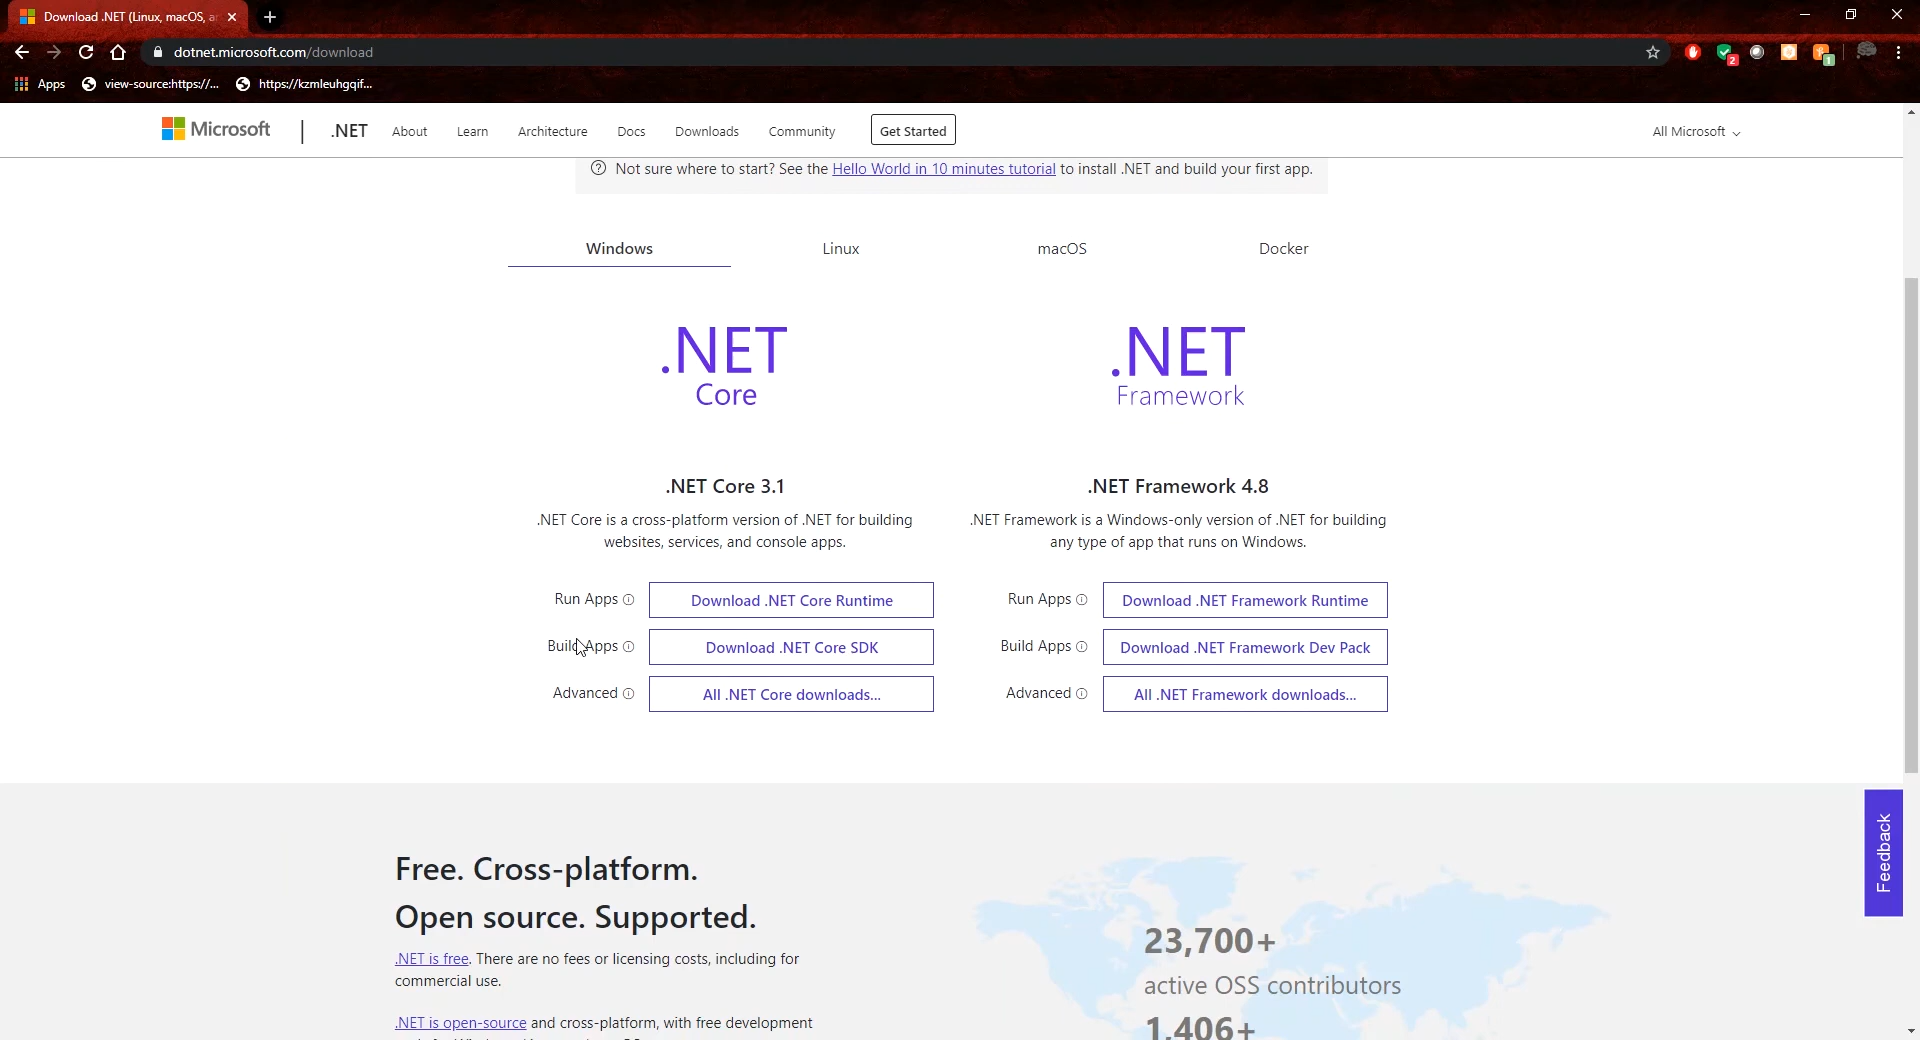 Download .NET (Linux, macOS, a
dotnet.microsoft.com/download
2
1
Apps
view-source:https://...
https://kzmleuhgqif...
Microsoft
.NET
About
Learn
Architecture
Docs
Downloads
Community
Get Started
All Microsoft
Not sure where to start? See the Hello World in 10 minutes tutorial to install .NET and build your first app.
Windows
Linux
macOS
Docker
.NET
Core
.NET
Framework
.NET Core 3.1
.NET Core is a cross-platform version of .NET for building
websites, services, and console apps.
Run Apps
Download .NET Core Runtime
Build Apps
Download .NET Core SDK
Advanced
All .NET Core downloads...
.NET Framework 4.8
.NET Framework is a Windows-only version of .NET for building
any type of app that runs on Windows.
Run Apps
Download .NET Framework Runtime
Build Apps
Download .NET Framework Dev Pack
Advanced
All .NET Framework downloads...
Feedback
Free. Cross-platform.
Open source. Supported.
.NET is free. There are no fees or licensing costs, including for
commercial use.
.NET is open-source and cross-platform, with free development
23,700+
active OSS contributors
1,406+